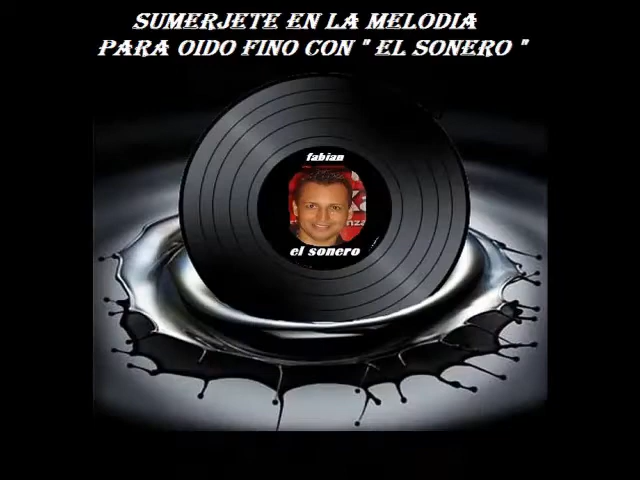 SUMERJETE EN LA MELODIA
PARA OIDO FINO CON " EL SONERO "
fabian
el sonero